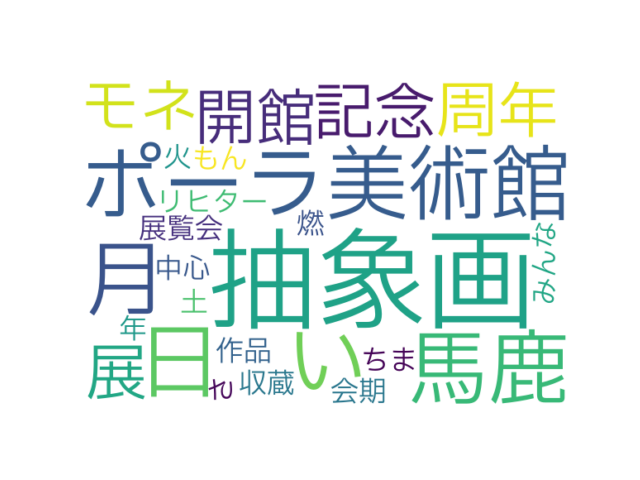 モネ 開館 記念 周年
ポーラ美術館
火 もん
リヒター
展覧会 燃
月 中心 抽象画 みんな
土
年 日 い 馬鹿
展 作品 ちま
れ 収蔵 会期